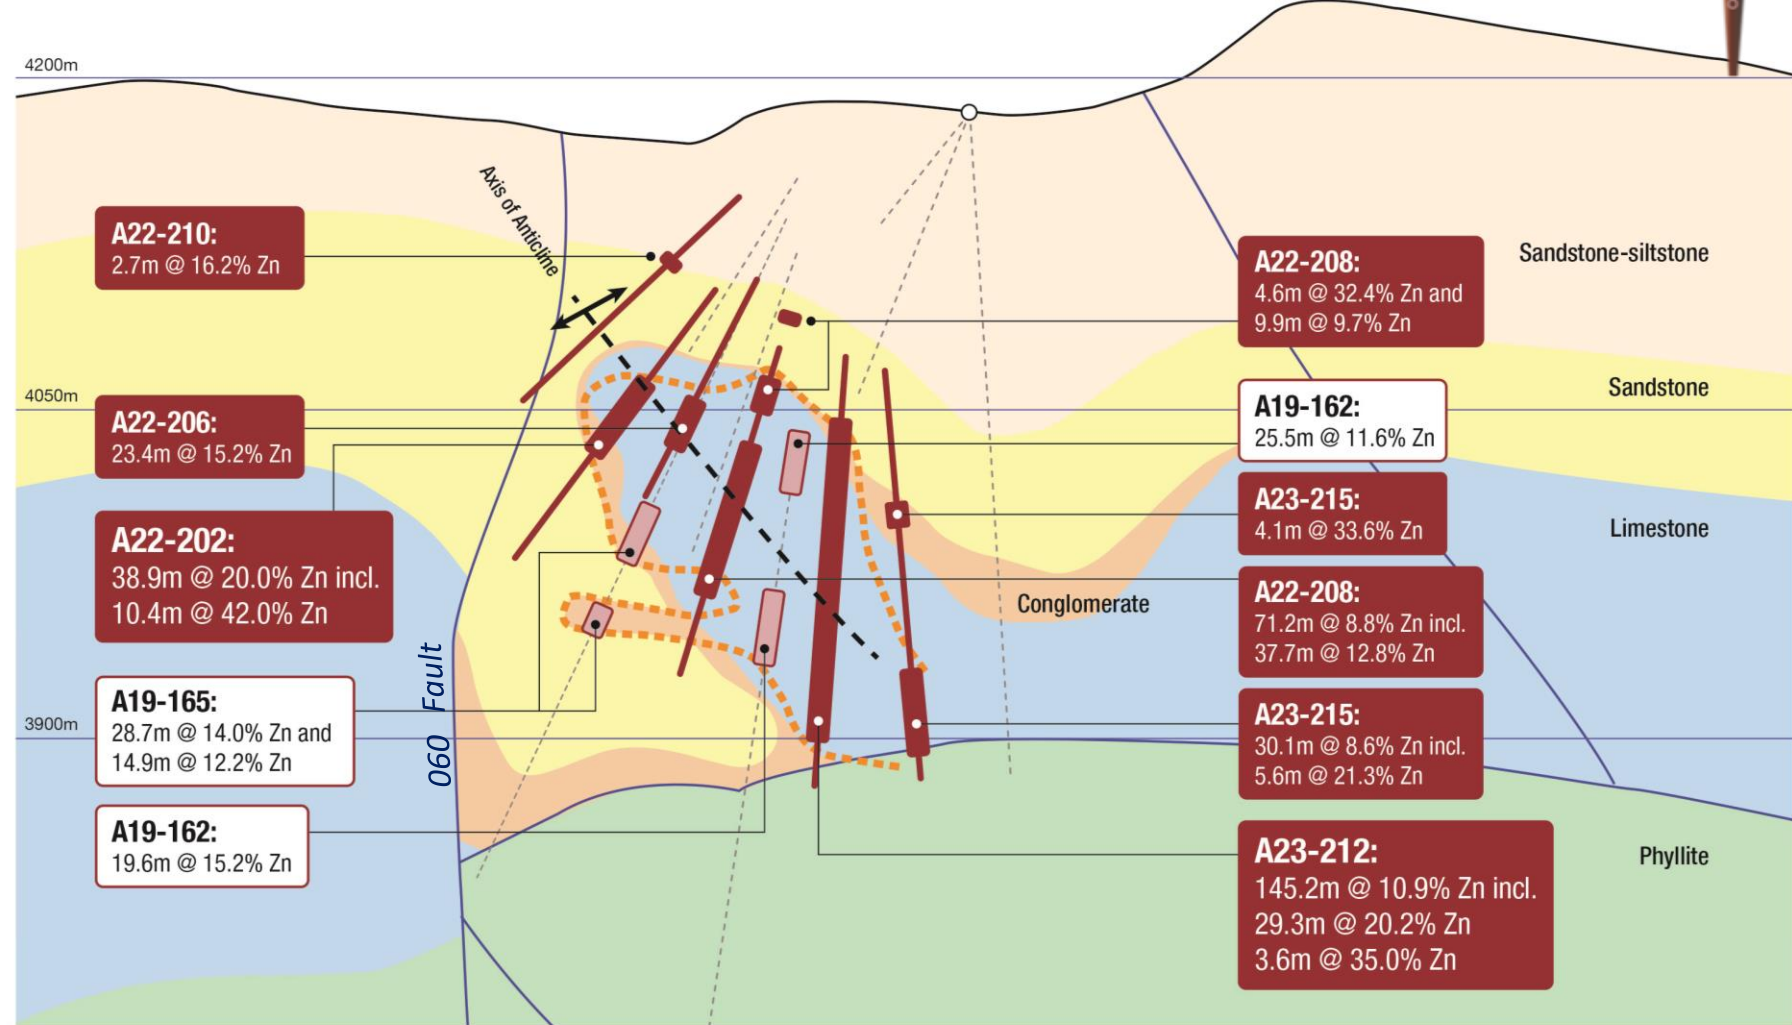 4200m
Axis of Anticline
A22-210:
2.7m @ 16.2% Zn
A22-208:
4.6m @ 32.4% Zn and
9.9m @ 9.7% Zn
Sandstone-siltstone
4050m
A22-206:
23.4m @ 15.2% Zn
A19-162:
25.5m @ 11.6% Zn
Sandstone
A22-202:
38.9m @ 20.0% Zn incl.
10.4m @ 42.0% Zn
A23-215:
4.1m @ 33.6% Zn
Limestone
Conglomerate
A22-208:
71.2m @ 8.8% Zn incl.
37.7m @ 12.8% Zn
060 Fault
A19-165:
28.7m @ 14.0% Zn and
14.9m @ 12.2% Zn
3900m
A23-215:
30.1m @ 8.6% Zn incl.
5.6m @ 21.3% Zn
A19-162:
19.6m @ 15.2% Zn
A23-212:
145.2m @ 10.9% Zn incl.
29.3m @ 20.2% Zn
3.6m @ 35.0% Zn
Phyllite